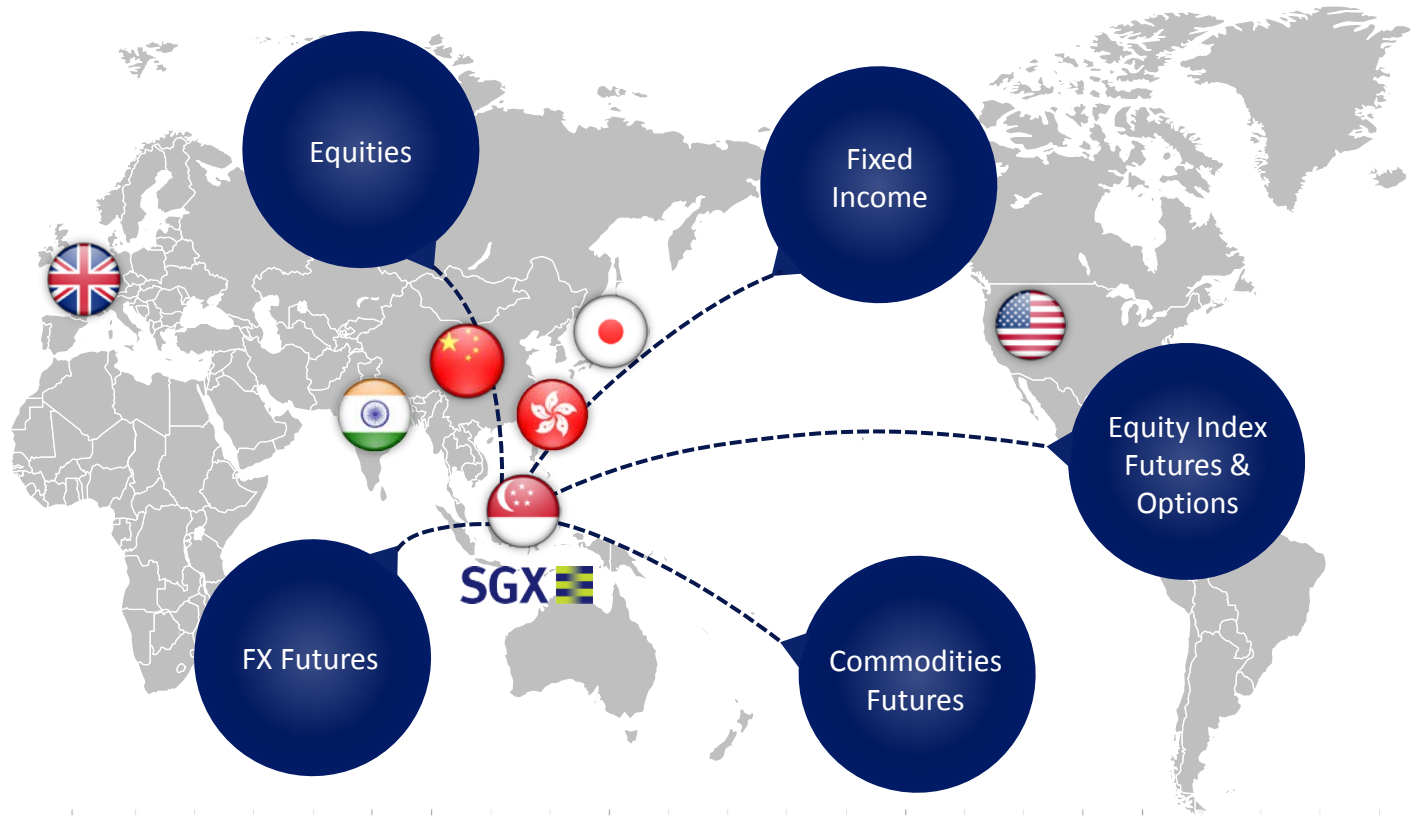 Equities
Fixed
Income
Equity Index
Futures &
Options
SGX
FX Futures
Commodities
Futures